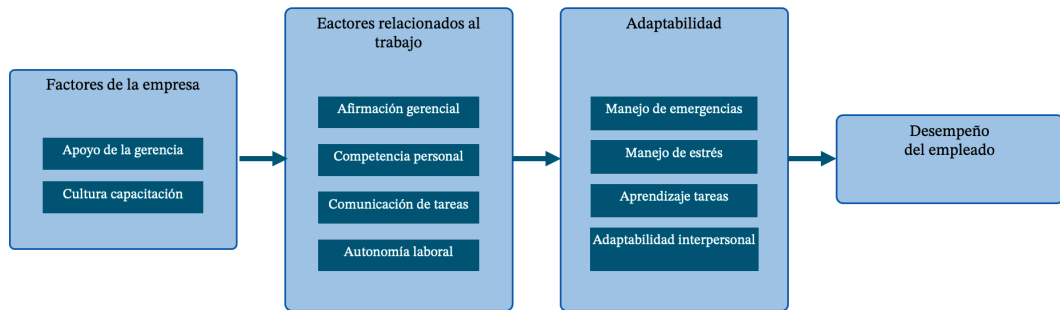 Factores de la empresa
Apoyo de la gerencia
Cultura capacitación
Eactores relacionados al
trabajo
Afirmación gerencial
Competencia personal
Comunicación de tareas
Autonomía laboral
Adaptabilidad
Manejo de emergencias
Manejo de estrés
Aprendizaje tareas
Adaptabilidad interpersonal
Desempeño
del empleado